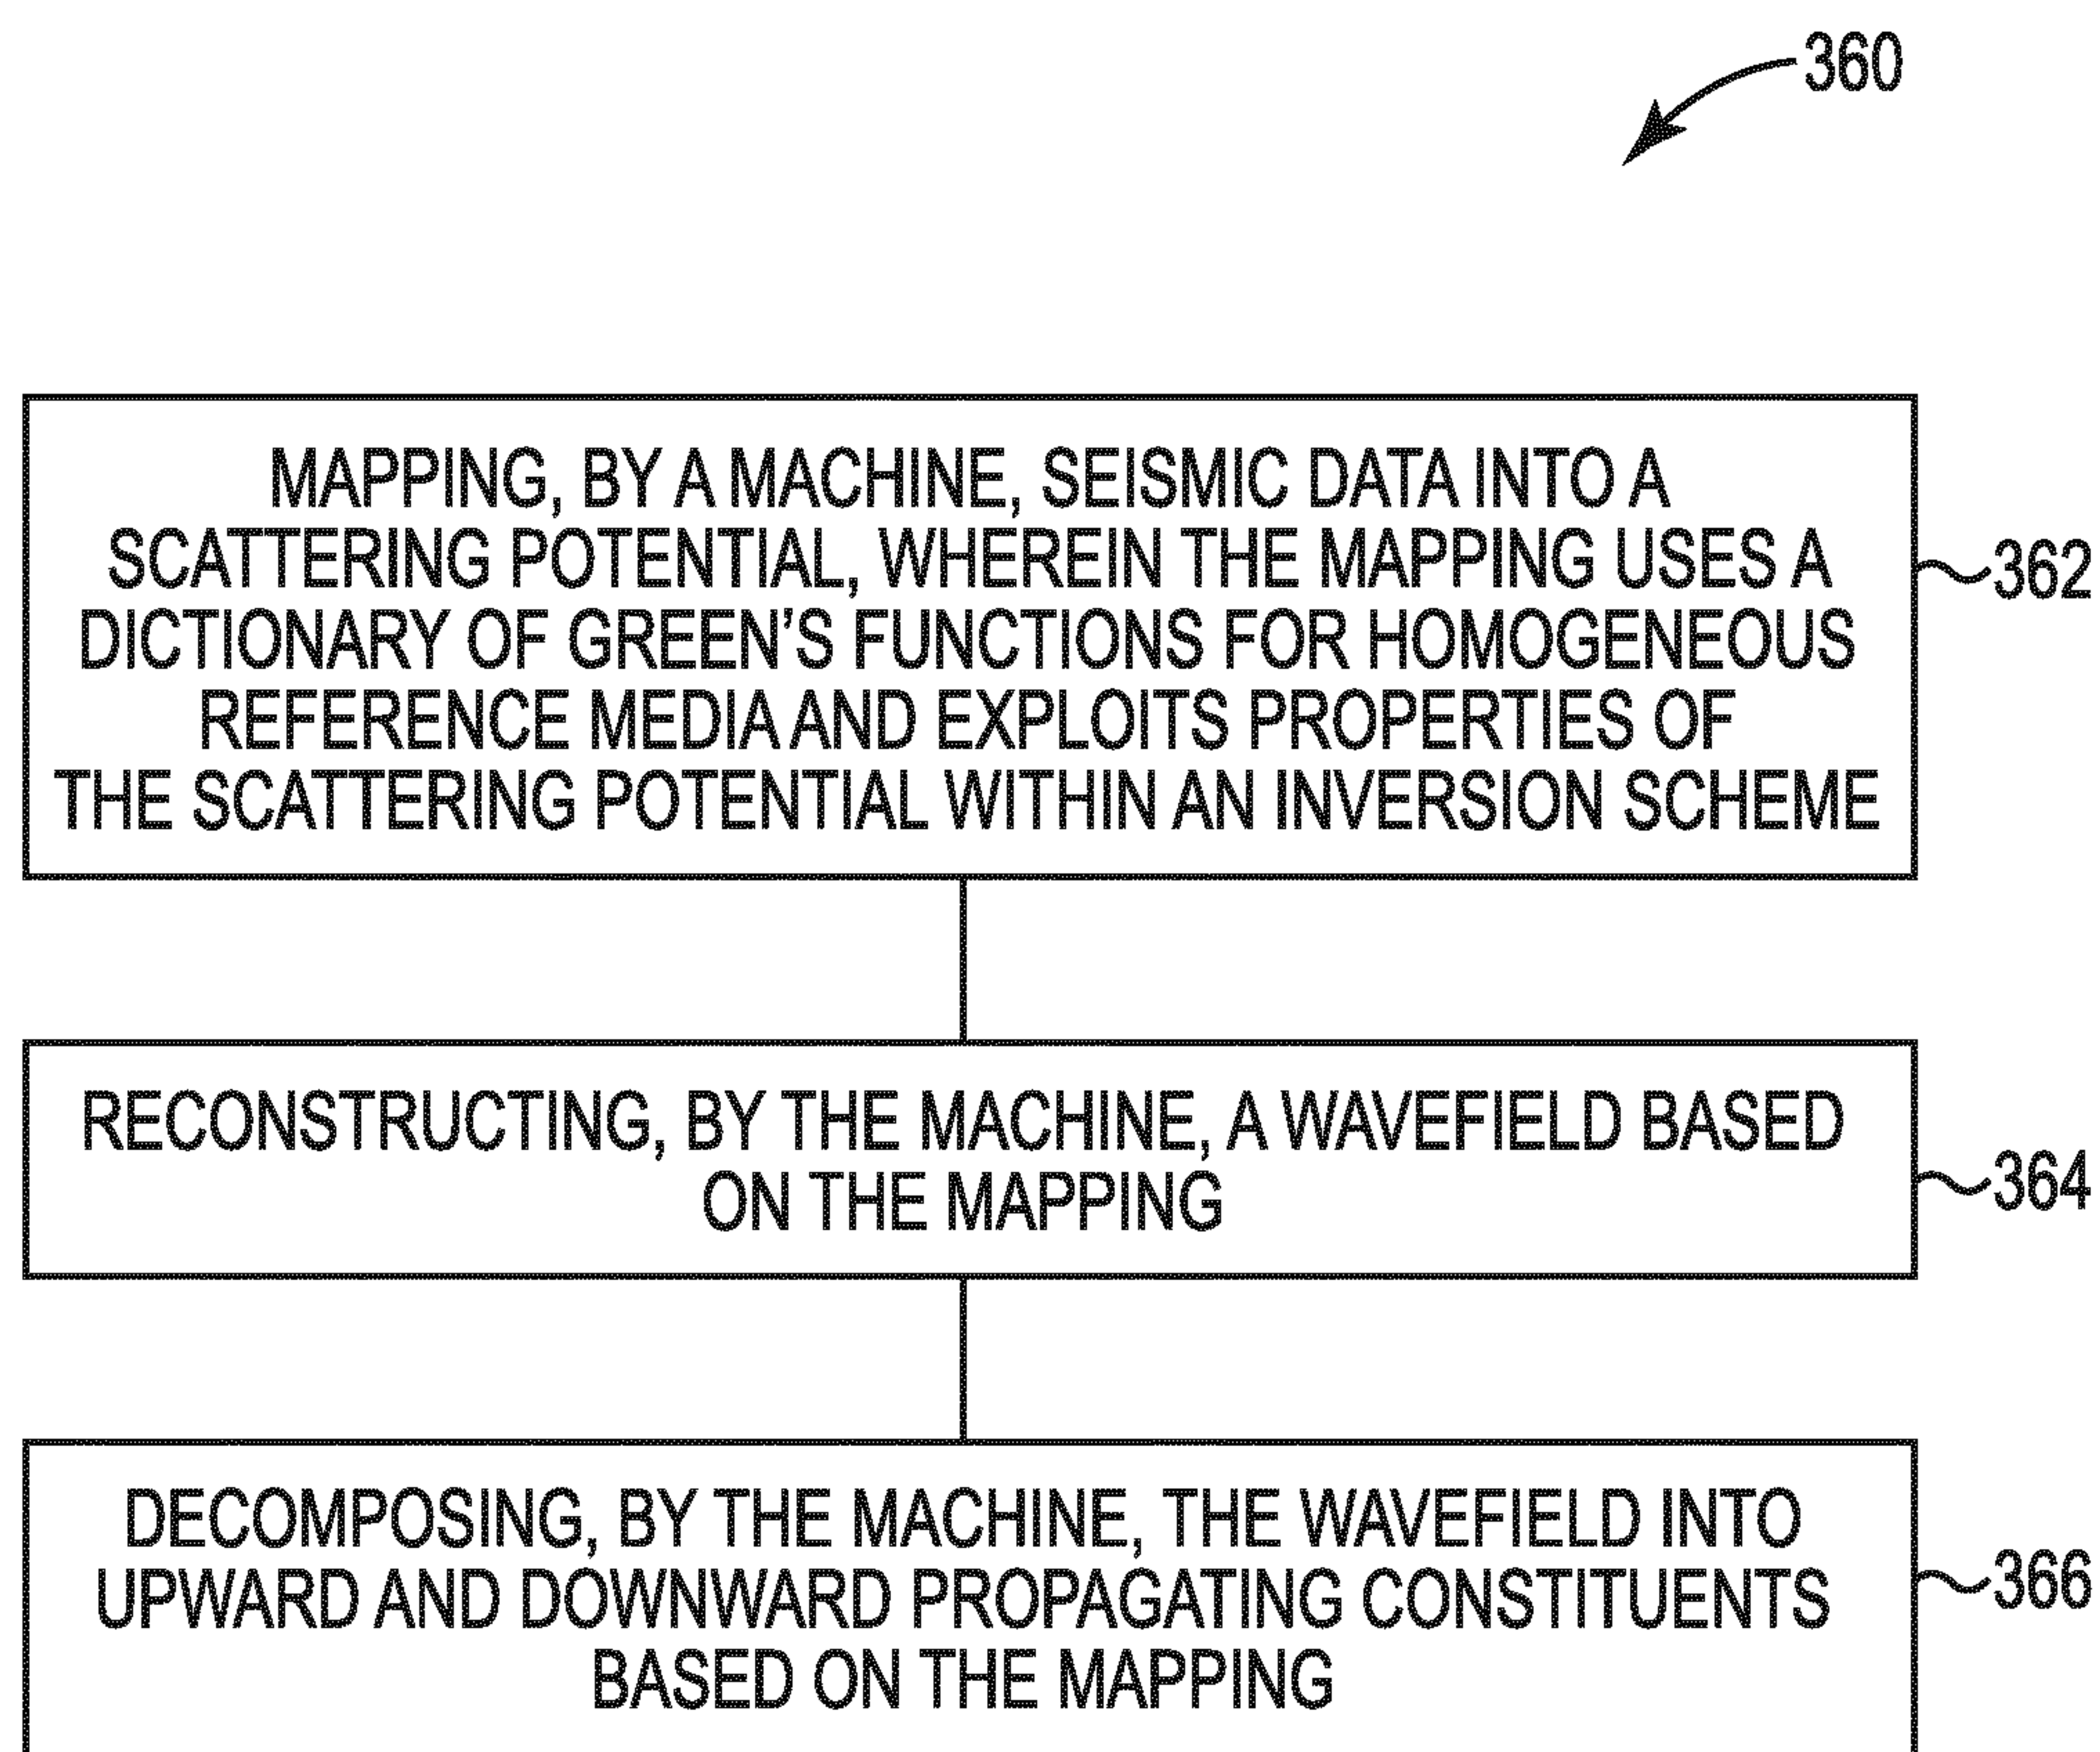 360
MAPPING, BY A MACHINE, SEISMIC DATA INTO A
SCATTERING POTENTIAL, WHEREIN THE MAPPING USES A
DICTIONARY OF GREEN'S FUNCTIONS FOR HOMOGENEOUS
REFERENCE MEDIA AND EXPLOITS PROPERTIES OF
THE SCATTERING POTENTIAL WITHIN AN INVERSION SCHEME
362
RECONSTRUCTING, BY THE MACHINE, A WAVEFIELD BASED
ON THE MAPPING
364
DECOMPOSING, BY THE MACHINE, THE WAVEFIELD INTO
UPWARD AND DOWNWARD PROPAGATING CONSTITUENTS
BASED ON THE MAPPING
366